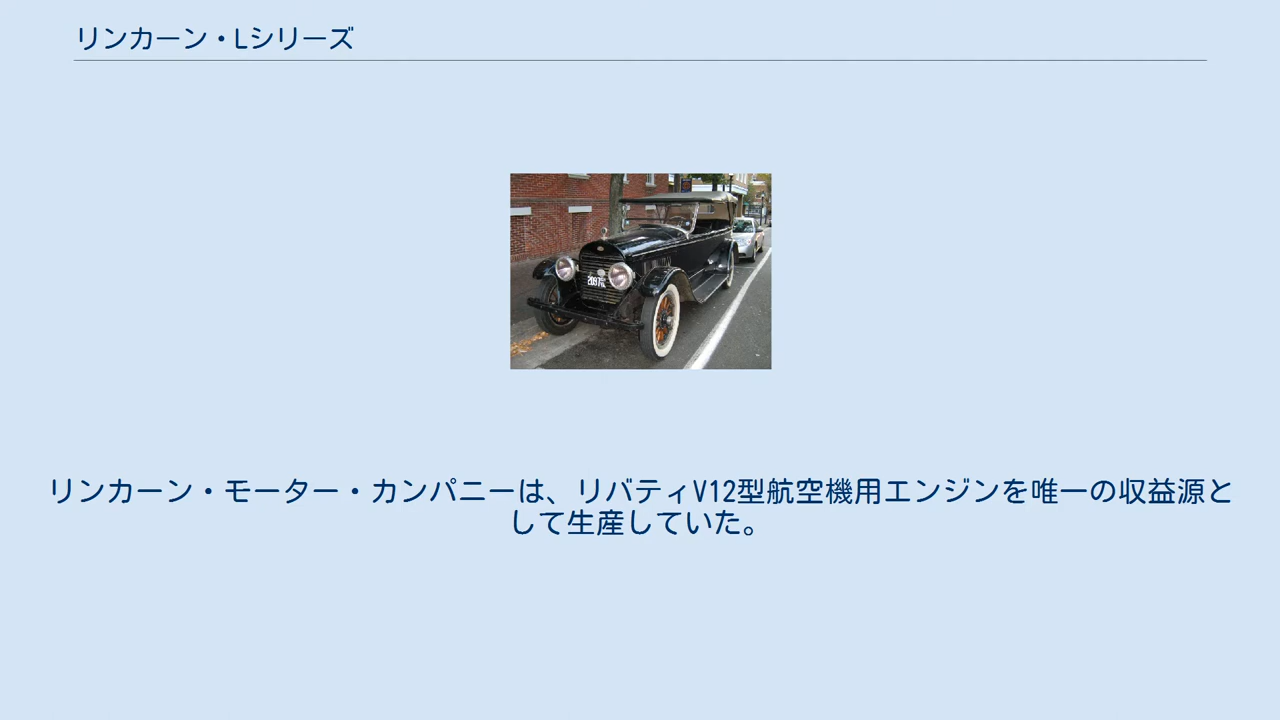 リンカーン・Lシリーズ
リンカーン・モーター・カンパニーは、リバティV12型航空機用エンジンを唯一の収益源と
して生産していた。